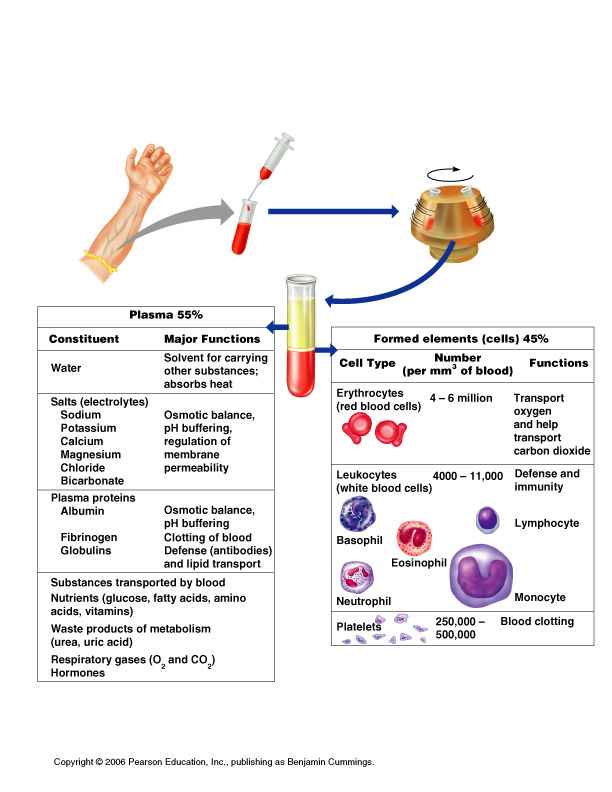 Plasma 55%
Constituent Major Functions
Water
Solvent for carrying
other substances;
absorbs heat
Salts (electrolytes)
Sodium
Potassium
Calcium
Magnesium
Chloride
Bicarbonate
Osmotic balance,
pH buffering,
regulation of
membrane
permeability
Plasma proteins
Albumin
Osmotic balance,
pH buffering
Fibrinogen
Clotting of blood
Globulins
Defense (antibodies)
and lipid transport
Substances transported by blood
Nutrients (glucose, fatty acids, amino
acids, vitamins)
Waste products of metabolism
(urea, uric acid)
Respiratory gases (O2 and CO2)
Hormones
Formed elements (cells) 45%
Cell Type
Number
(per mm3 of blood)
Functions
Erythrocytes
(red blood cells)
4 – 6 million
Transport
oxygen
and help
transport
carbon dioxide
Leukocytes
(white blood cells)
4000 – 11,000
Defense and
immunity
Basophil
Eosinophil
Lymphocyte
Neutrophil
Monocyte
Platelets
250,000 –
500,000
Blood clotting
Copyright © 2006 Pearson Education, Inc., publishing as Benjamin Cummings.